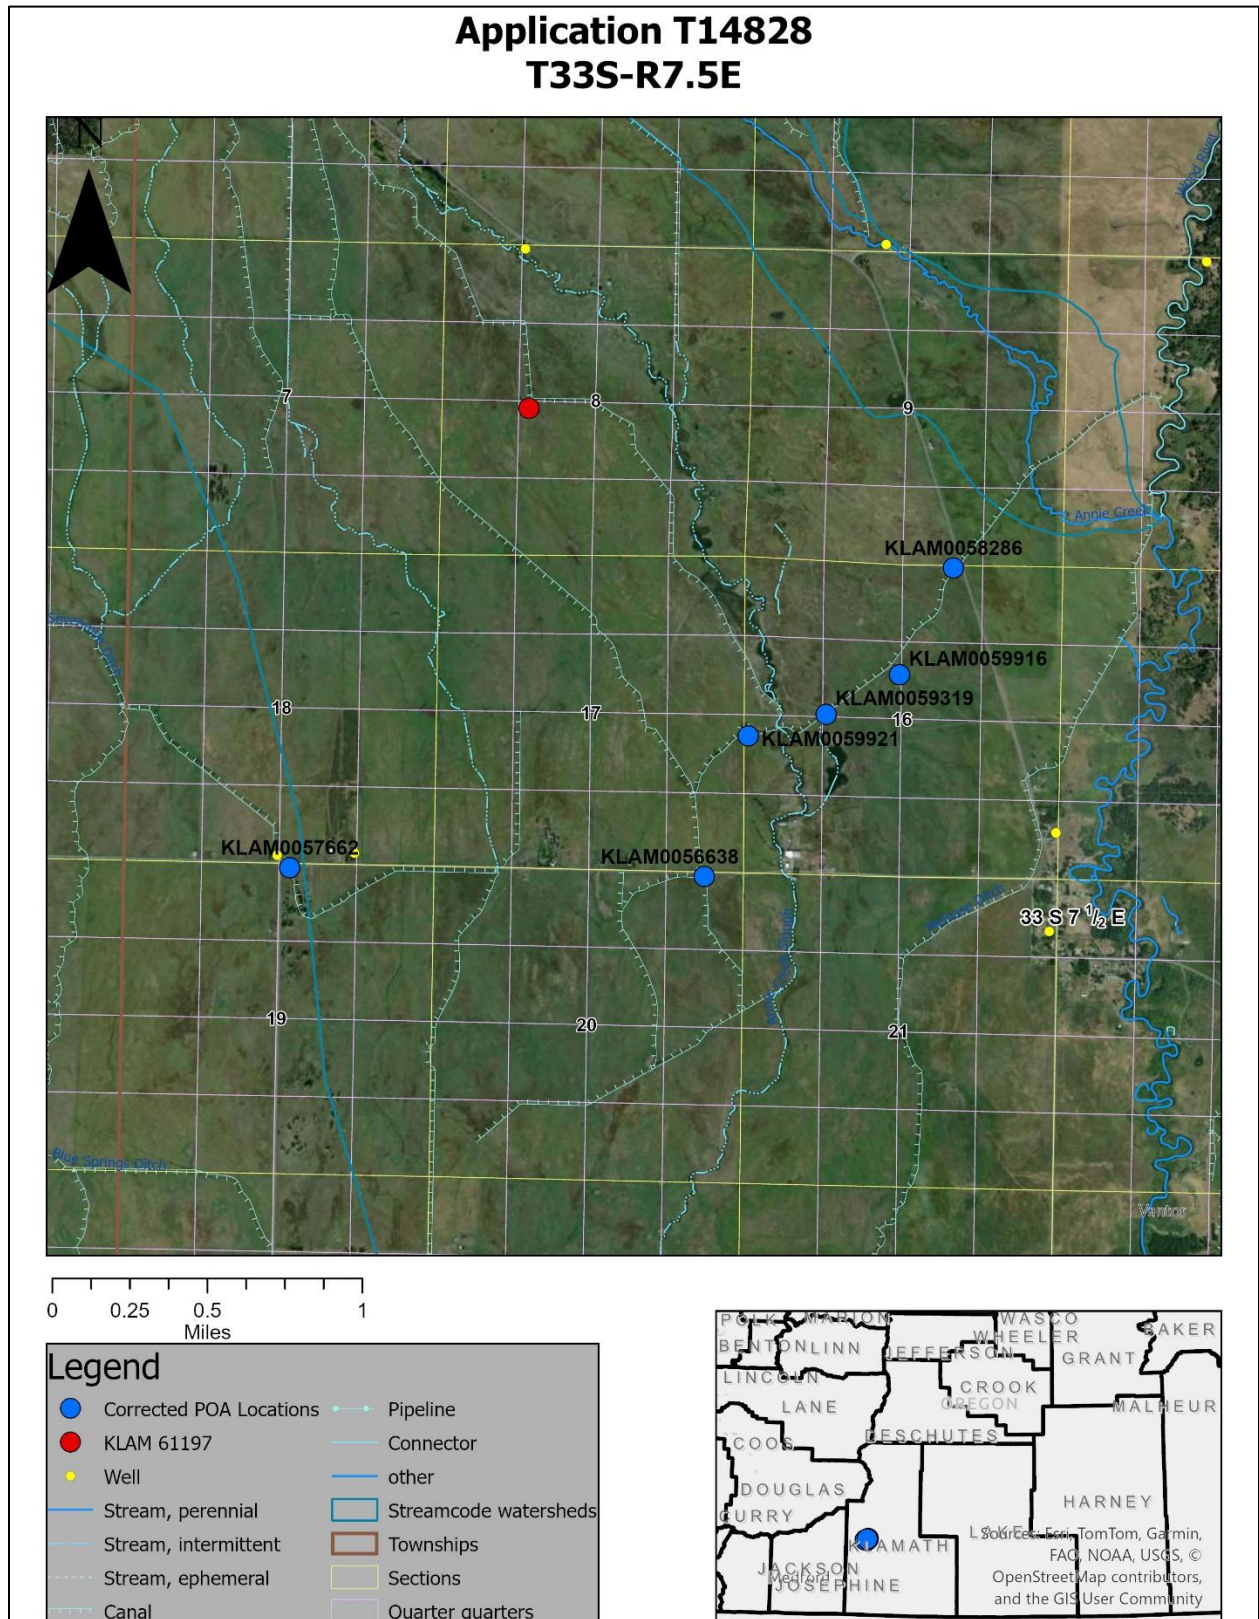 Application T14828
T33S-R7.5E
N
Wood River
7
8
9
Annie Creek
KLAM0058286
KLAM0059916
KLAM0059319
18
17
16
KLAM0059921
KLAM0057662
KLAM0056638
33 S 7 1/2 E
19
20
21
Blue Springs Ditch
Vantor
0 0.25 0.5 1
Miles
Legend
Corrected POA Locations
KLAM 61197
Well
Stream, perennial
Stream, intermittent
Stream, ephemeral
Canal
Pipeline
Connector
other
Streamcode watersheds
Townships
Sections
Quarter quarters
POLK
MARION
WASCO
WHEELER
BAKER
BENTON
LINN
JEFFERSON
GRANT
LINCOLN
CROOK
OREGON
LANE
MALHEUR
COOS
DESCHUTES
DOUGLAS
HARNEY
CURRY
LAKE
KLAMATH
JACKSON
Medford
JOSEPHINE
Sources: Esri, TomTom, Garmin,
FAO, NOAA, USGS, ©
OpenStreetMap contributors,
and the GIS User Community